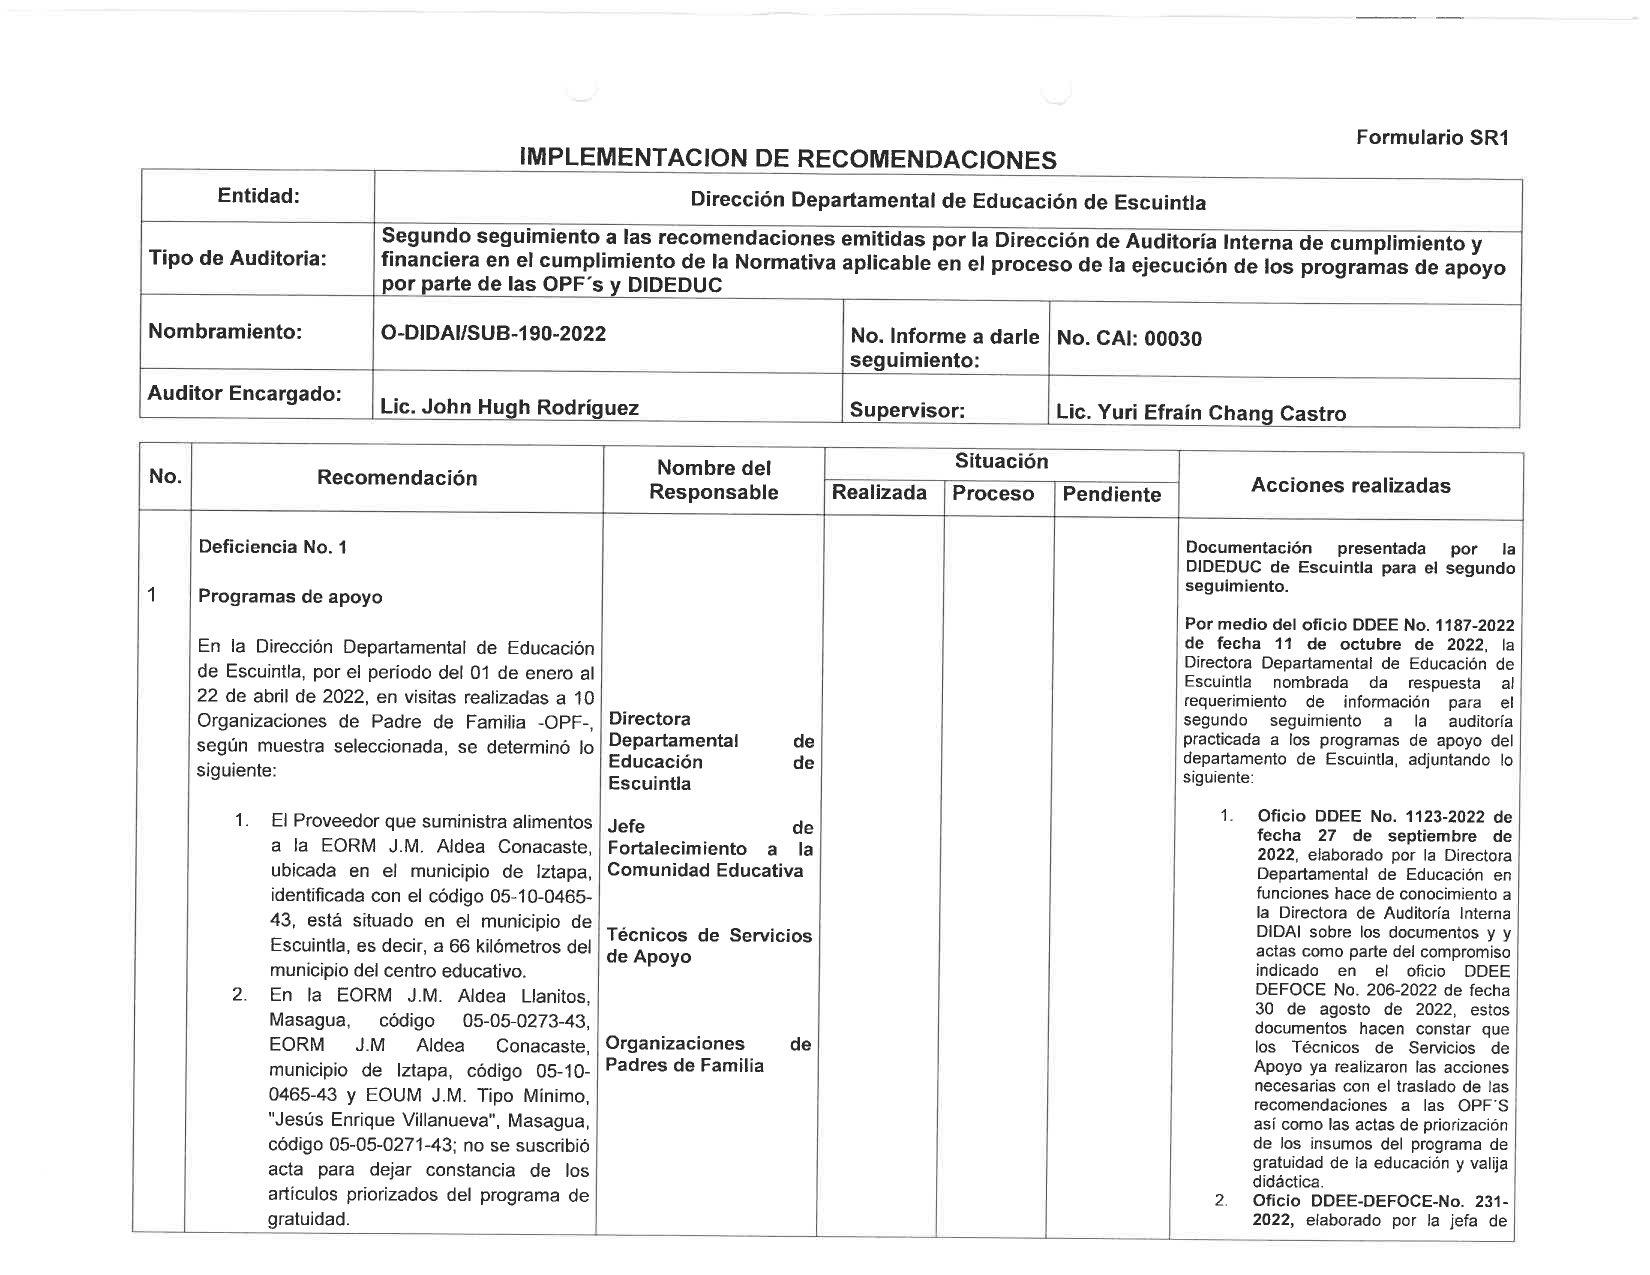 Formulario SR1
IMPLEMENTACION DE RECOMENDACIONES
Entidad:
Dirección Departamental de Educación de Escuintla
Tipo de Auditoria:
Segundo seguimiento a las recomendaciones emitidas por la Dirección de Auditoría Interna de cumplimiento y
financiera en el cumplimiento de la Normativa aplicable en el proceso de la ejecución de los programas de apoyo
por parte de las OPF´s y DIDEDUC
Nombramiento:
O-DIDAI/SUB-190-2022
No. Informe a darle
seguimiento:
No. CAI: 00030
Auditor Encargado:
Lic. John Hugh Rodríguez
Supervisor:
Lic. Yuri Efraín Chang Castro
No.
Recomendación
Nombre del
Responsable
Situación
Realizada
Proceso
Pendiente
Acciones realizadas
1
Deficiencia No. 1
Programas de apoyo
En la Dirección Departamental de Educación
de Escuintla, por el período del 01 de enero al
22 de abril de 2022, en visitas realizadas a 10
Organizaciones de Padre de Familia -OPF-,
según muestra seleccionada, se determinó lo
siguiente:
1. El Proveedor que suministra alimentos
a la EORM J.M. Aldea Conacaste,
ubicada en el municipio de Iztapa,
identificada con el código 05-10-0465-
43, está situado en el municipio de
Escuintla, es decir, a 66 kilómetros del
municipio del centro educativo.
2. En la EORM J.M. Aldea Llanitos,
Masagua, código 05-05-0273-43,
EORM J.M Aldea Conacaste,
municipio de Iztapa, código 05-10-
0465-43 y EOUM J.M. Tipo Mínimo,
"Jesús Enrique Villanueva", Masagua,
código 05-05-0271-43; no se suscribió
acta para dejar constancia de los
artículos priorizados del programa de
gratuidad.
Directora
Departamental de
Educación de
Escuintla
Jefe de
Fortalecimiento a la
Comunidad Educativa
Técnicos de Servicios
de Apoyo
Organizaciones de
Padres de Familia
Documentación presentada por la
DIDEDUC de Escuintla para el segundo
seguimiento.
Por medio del oficio DDEE No. 1187-2022
de fecha 11 de octubre de 2022, la
Directora Departamental de Educación de
Escuintla nombrada da respuesta al
requerimiento de información para el
segundo seguimiento a la auditoría
practicada a los programas de apoyo del
departamento de Escuintla, adjuntando lo
siguiente:
1. Oficio DDEE No. 1123-2022 de
fecha 27 de septiembre de
2022, elaborado por la Directora
Departamental de Educación en
funciones hace de conocimiento a
la Directora de Auditoría Interna
DIDAI sobre los documentos y y
actas como parte del compromiso
indicado en el oficio DDEE
DEFOCE No. 206-2022 de fecha
30 de agosto de 2022, estos
documentos hacen constar que
los Técnicos de Servicios de
Apoyo ya realizaron las acciones
necesarias con el traslado de las
recomendaciones a las OPF'S
así como las actas de priorización
de los insumos del programa de
gratuidad de la educación y valija
didáctica.
2. Oficio DDEE-DEFOCE-No. 231-
2022, elaborado por la jefa de